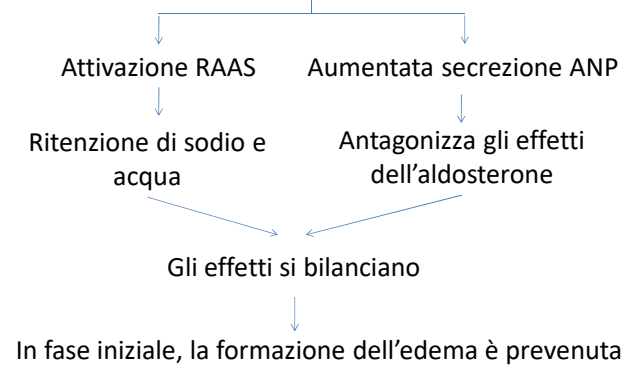 Attivazione RAAS
Aumentata secrezione ANP
Ritenzione di sodio e
acqua
Antagonizza gli effetti
dell’aldosterone
Gli effetti si bilanciano
In fase iniziale, la formazione dell’edema è prevenuta